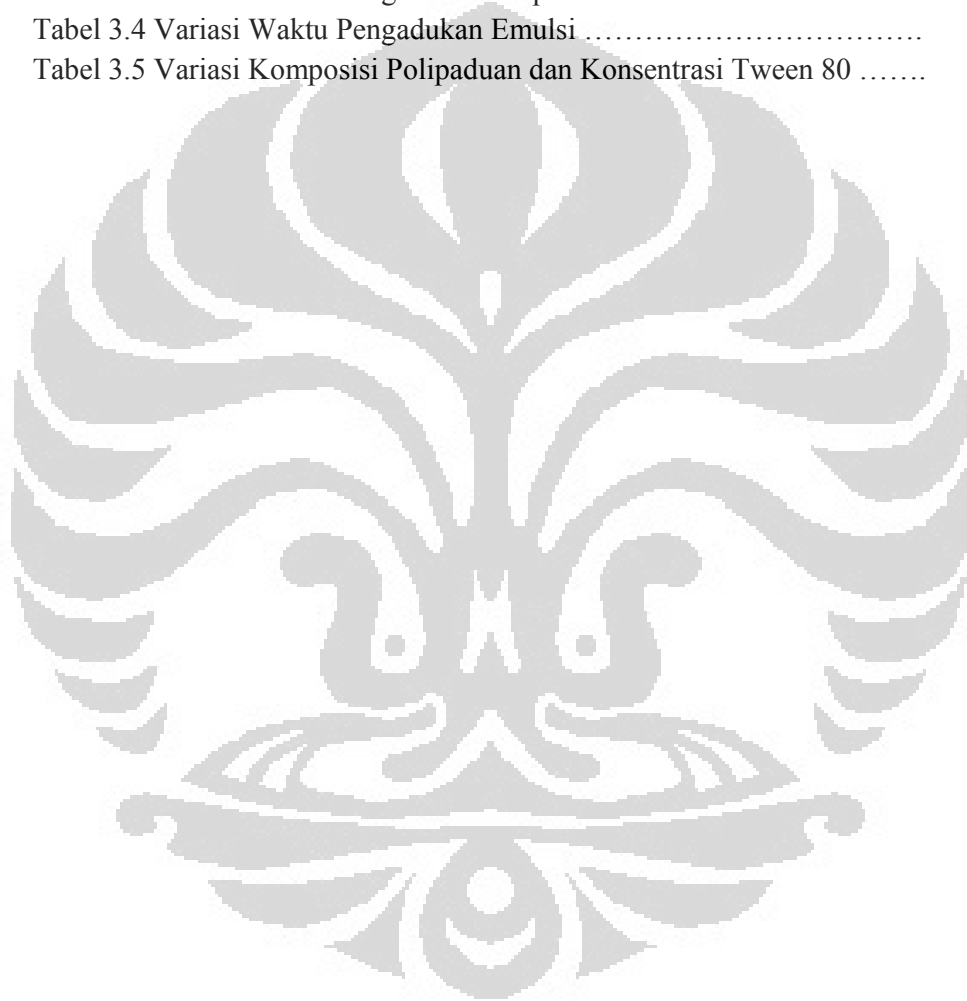 Tabel 3.4 Variasi Waktu Pengadukan Emulsi ……………………………
Tabel 3.5 Variasi Komposisi Polipaduan dan Konsentrasi Tween 80 …….